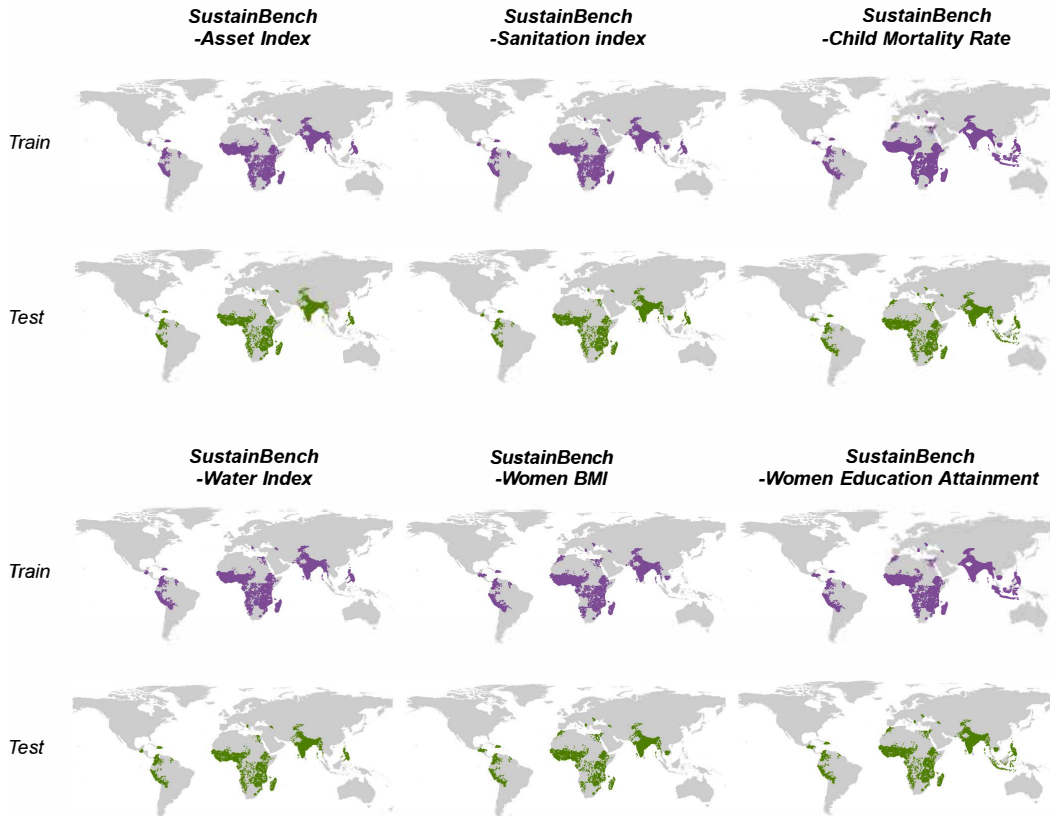 SustainBench
-Asset Index
SustainBench
-Sanitation index
SustainBench
-Child Mortality Rate
Train
Test
SustainBench
-Water Index
SustainBench
-Women BMI
SustainBench
-Women Education Attainment
Train
Test